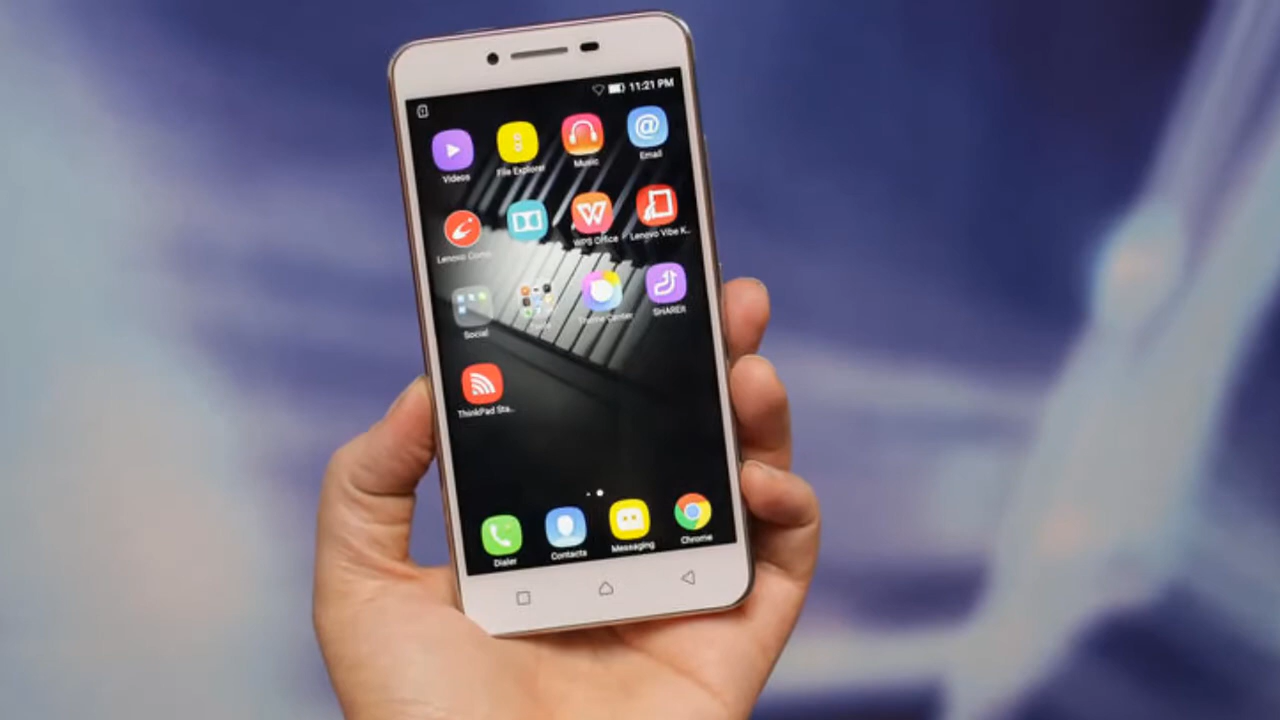 11:21 PM
Videos
File Explorer
Music
Email
Lenovo Comp
WPS Office
Lenovo Vibe K..
Social
Theme Center
SHAREit
ThinkPad Sta..
Dialer
Contacts
Messaging
Chrome